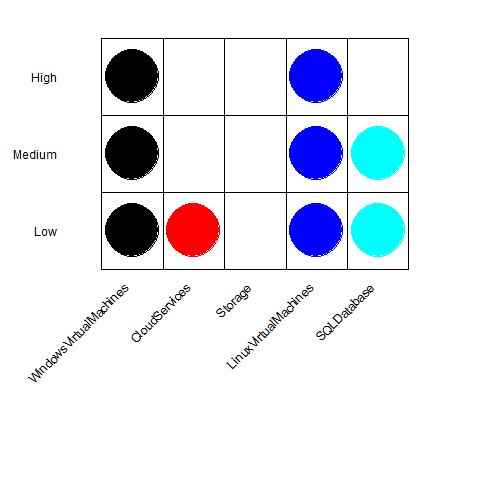 High
Medium
Low
WindowsVirtualMachines
CloudServices
Storage
LinuxVirtualMachines
SQLDatabase